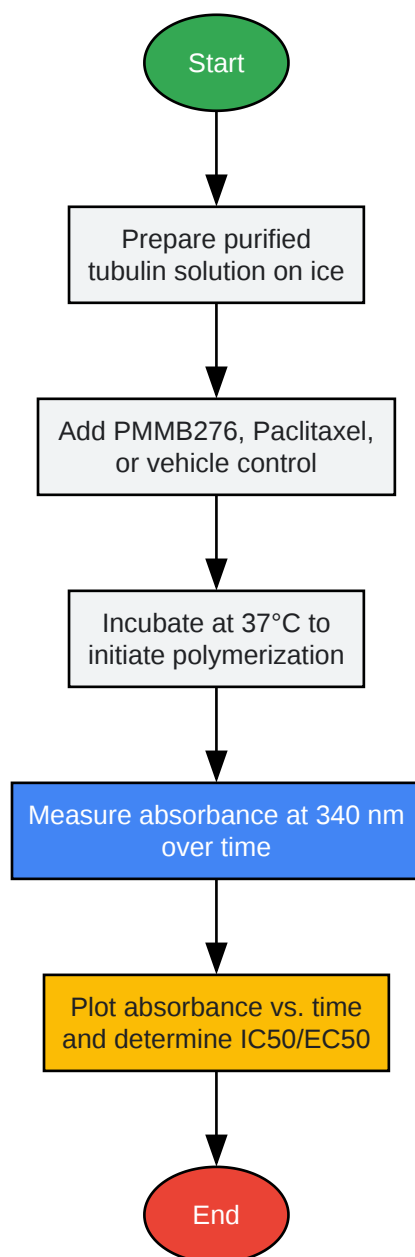 Start
Prepare purified
tubulin solution on ice
Add PMMB276, Paclitaxel,
or vehicle control
Incubate at 37°C to
initiate polymerization
Measure absorbance at 340 nm
over time
Plot absorbance vs. time
and determine IC50/EC50
End